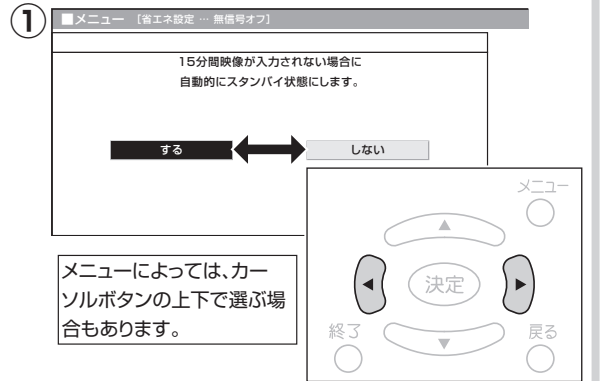 ①
■メニュー [省エネ設定 … 無信号オフ]
15分間映像が入力されない場合に
自動的にスタンバイ状態にします。
する
しない
メニュー
決定
終了
戻る
メニューによっては、カー
ソルボタンの上下で選ぶ場
合もあります。